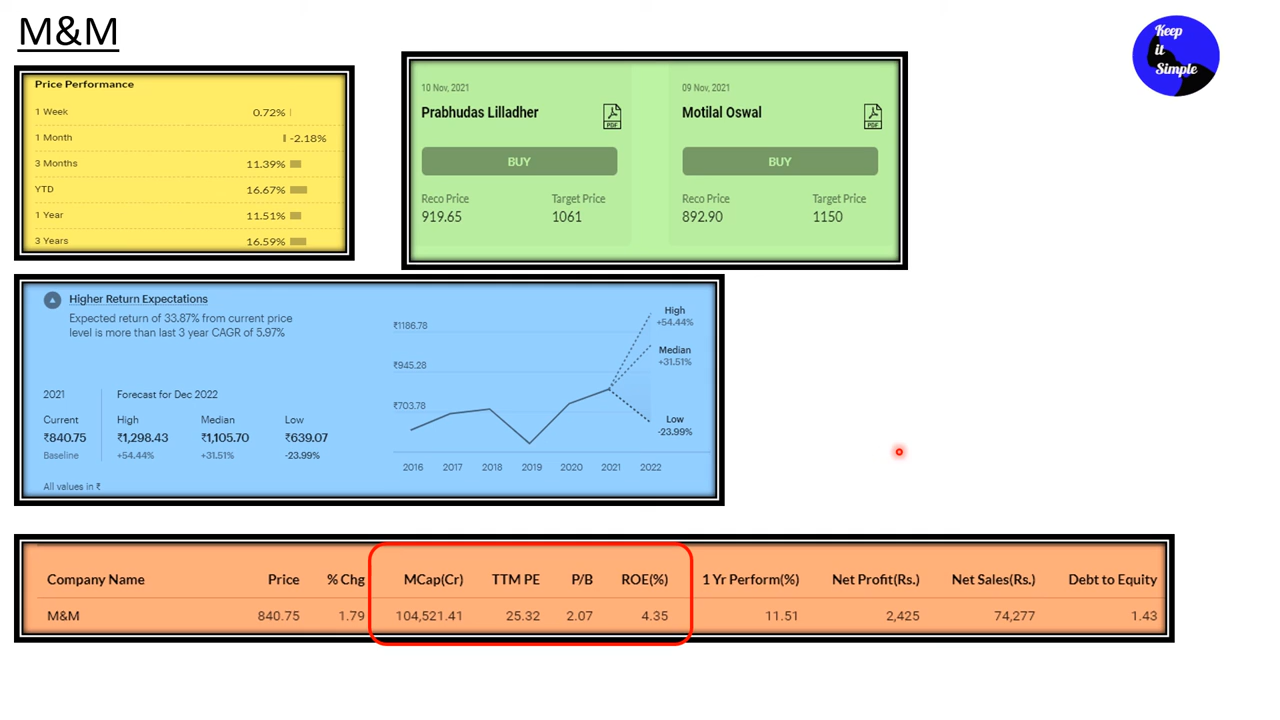 M&M
Keep
it
Simple
Price Performance
1 Week 0.72%
1 Month -2.18%
3 Months 11.39%
YTD 16.67%
1 Year 11.51%
3 Years 16.59%
10 Nov, 2021
Prabhudas Lilladher
PDF
BUY
Reco Price Target Price
919.65 1061
09 Nov, 2021
Motilal Oswal
PDF
BUY
Reco Price Target Price
892.90 1150
Higher Return Expectations
Expected return of 33.87% from current price
level is more than last 3 year CAGR of 5.97%
2021 Forecast for Dec 2022
Current High Median Low
₹840.75 ₹1,298.43 ₹1,105.70 ₹639.07
Baseline +54.44% +31.51% -23.99%
All values in ₹
₹1186.78
₹945.28
₹703.78
High
+54.44%
Median
+31.51%
Low
-23.99%
2016 2017 2018 2019 2020 2021 2022
Company Name Price % Chg MCap(Cr) TTM PE P/B ROE(%) 1 Yr Perform(%) Net Profit(Rs.) Net Sales(Rs.) Debt to Equity
M&M 840.75 1.79 104,521.41 25.32 2.07 4.35 11.51 2,425 74,277 1.43